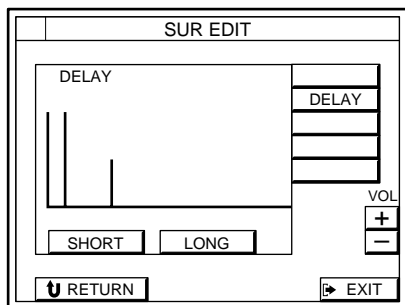 SUR EDIT
DELAY
DELAY
VOL
+
−
SHORT LONG
RETURN EXIT